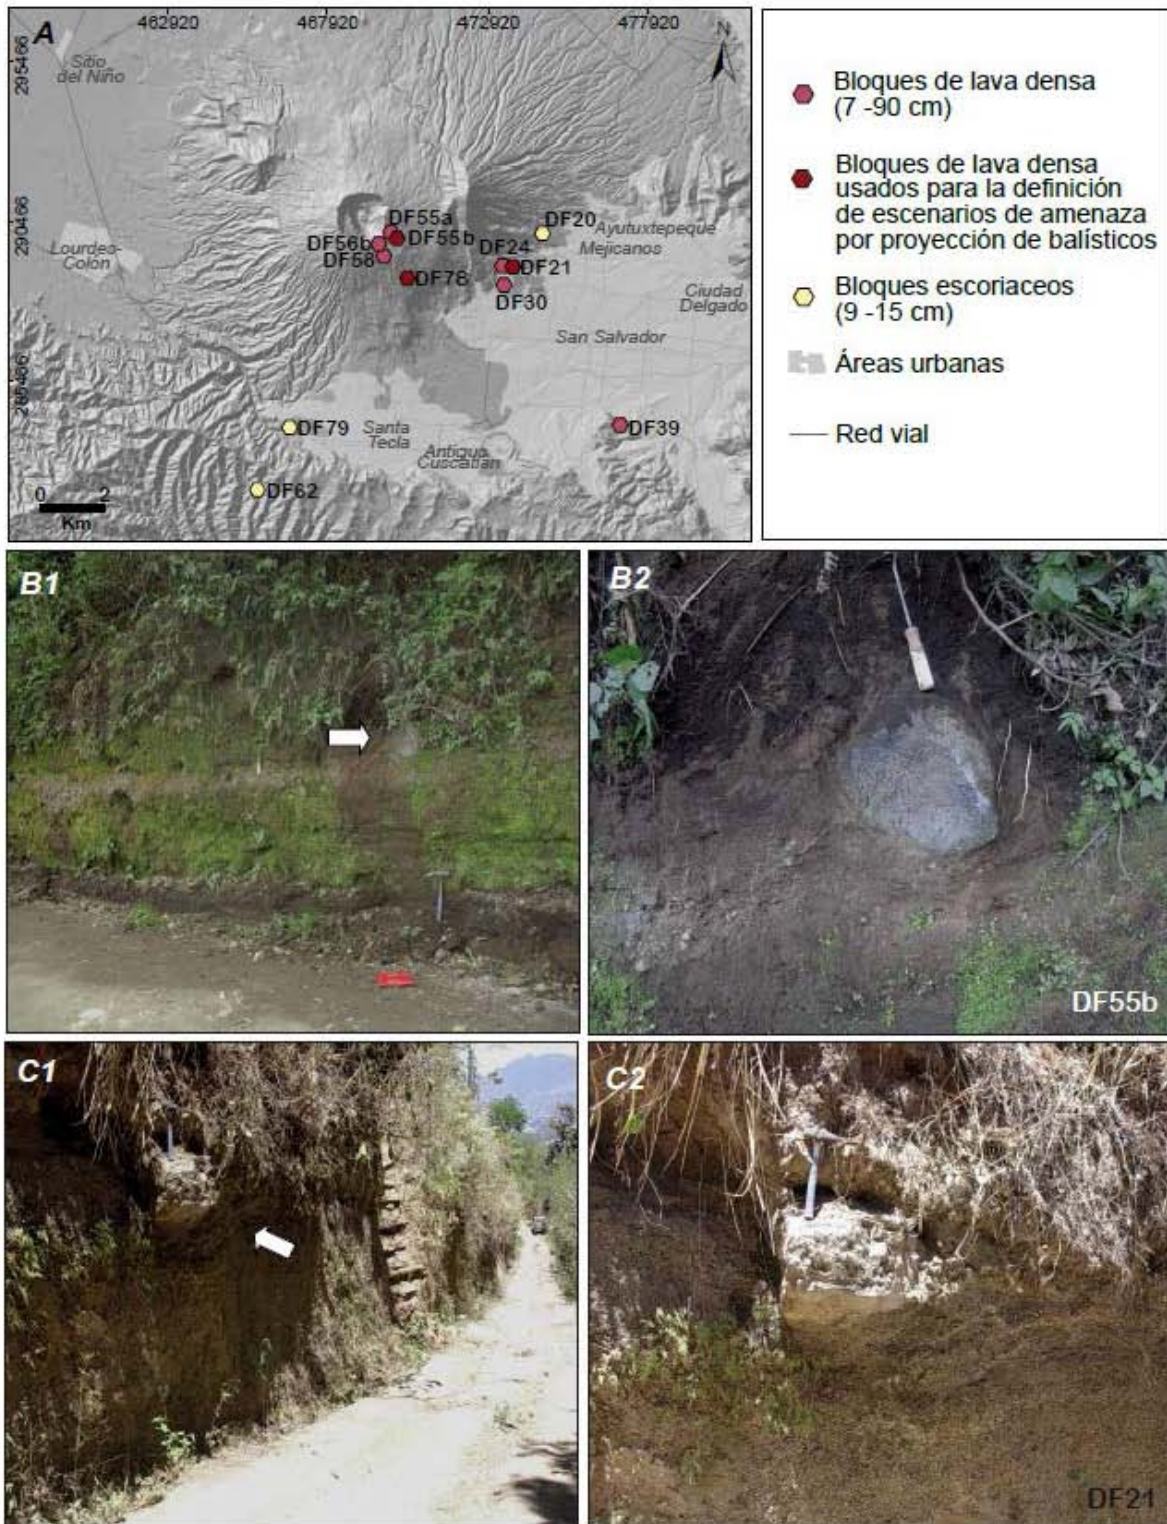 A
462920
467920
472920
477920
N
295466
290466
285466
Sitio
del Niño
Lourdes-
Colón
DF55a
DF55b
DF56b
DF58
DF78
DF20
DF24
DF21
DF30
Ayutuxtepeque
Mejicanos
Ciudad
Delgado
San Salvador
DF79
Santa
Tecla
Antiguo
Cuscatlán
DF39
DF62
0 2
Km
Bloques de lava densa
(7 -90 cm)
Bloques de lava densa
usados para la definición
de escenarios de amenaza
por proyección de balísticos
Bloques escoriaceos
(9 -15 cm)
Áreas urbanas
Red vial
B1
B2
DF55b
C1
C2
DF21